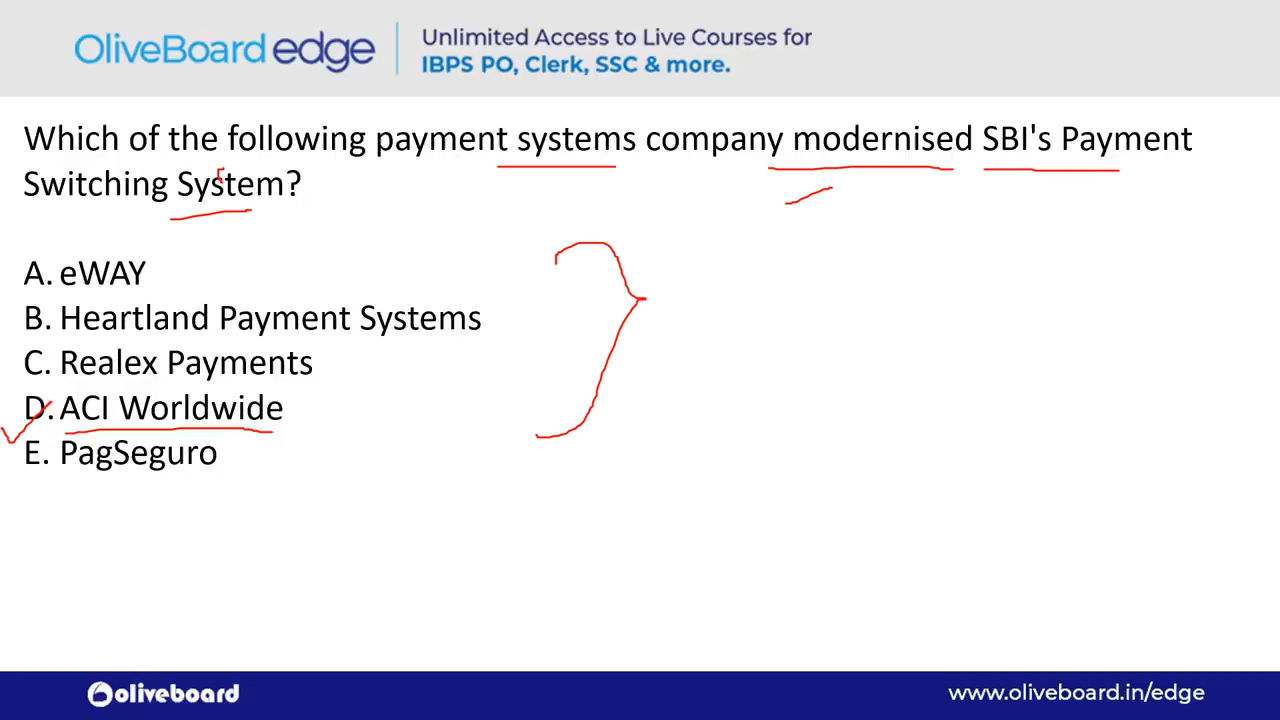 OliveBoard edge
Unlimited Access to Live Courses for
IBPS PO, Clerk, SSC & more.
Which of the following payment systems company modernised SBI's Payment
Switching System?
A. eWAY
B. Heartland Payment Systems
C. Realex Payments
D. ACI Worldwide
E. PagSeguro
oliveboard
www.oliveboard.in/edge